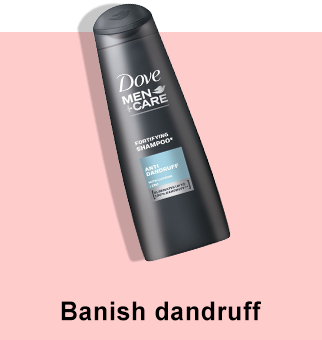 Dove
MEN
+CARE
FORTIFYING
SHAMPOO
ANTI
DANDRUFF
Banish dandruff